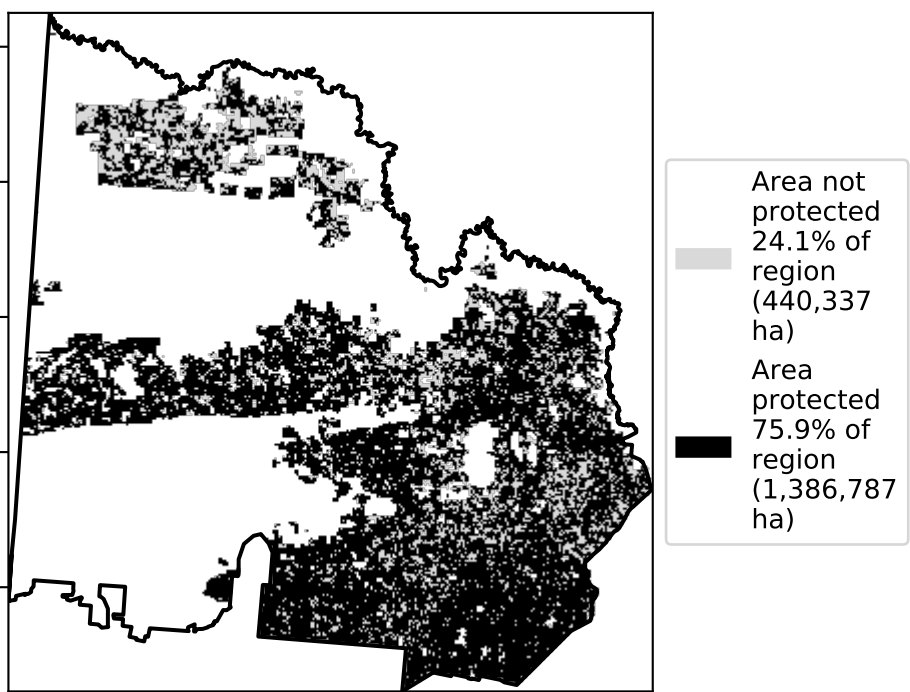 Area not
protected
24.1% of
region
(440,337
ha)
Area
protected
75.9% of
region
(1,386,787
ha)